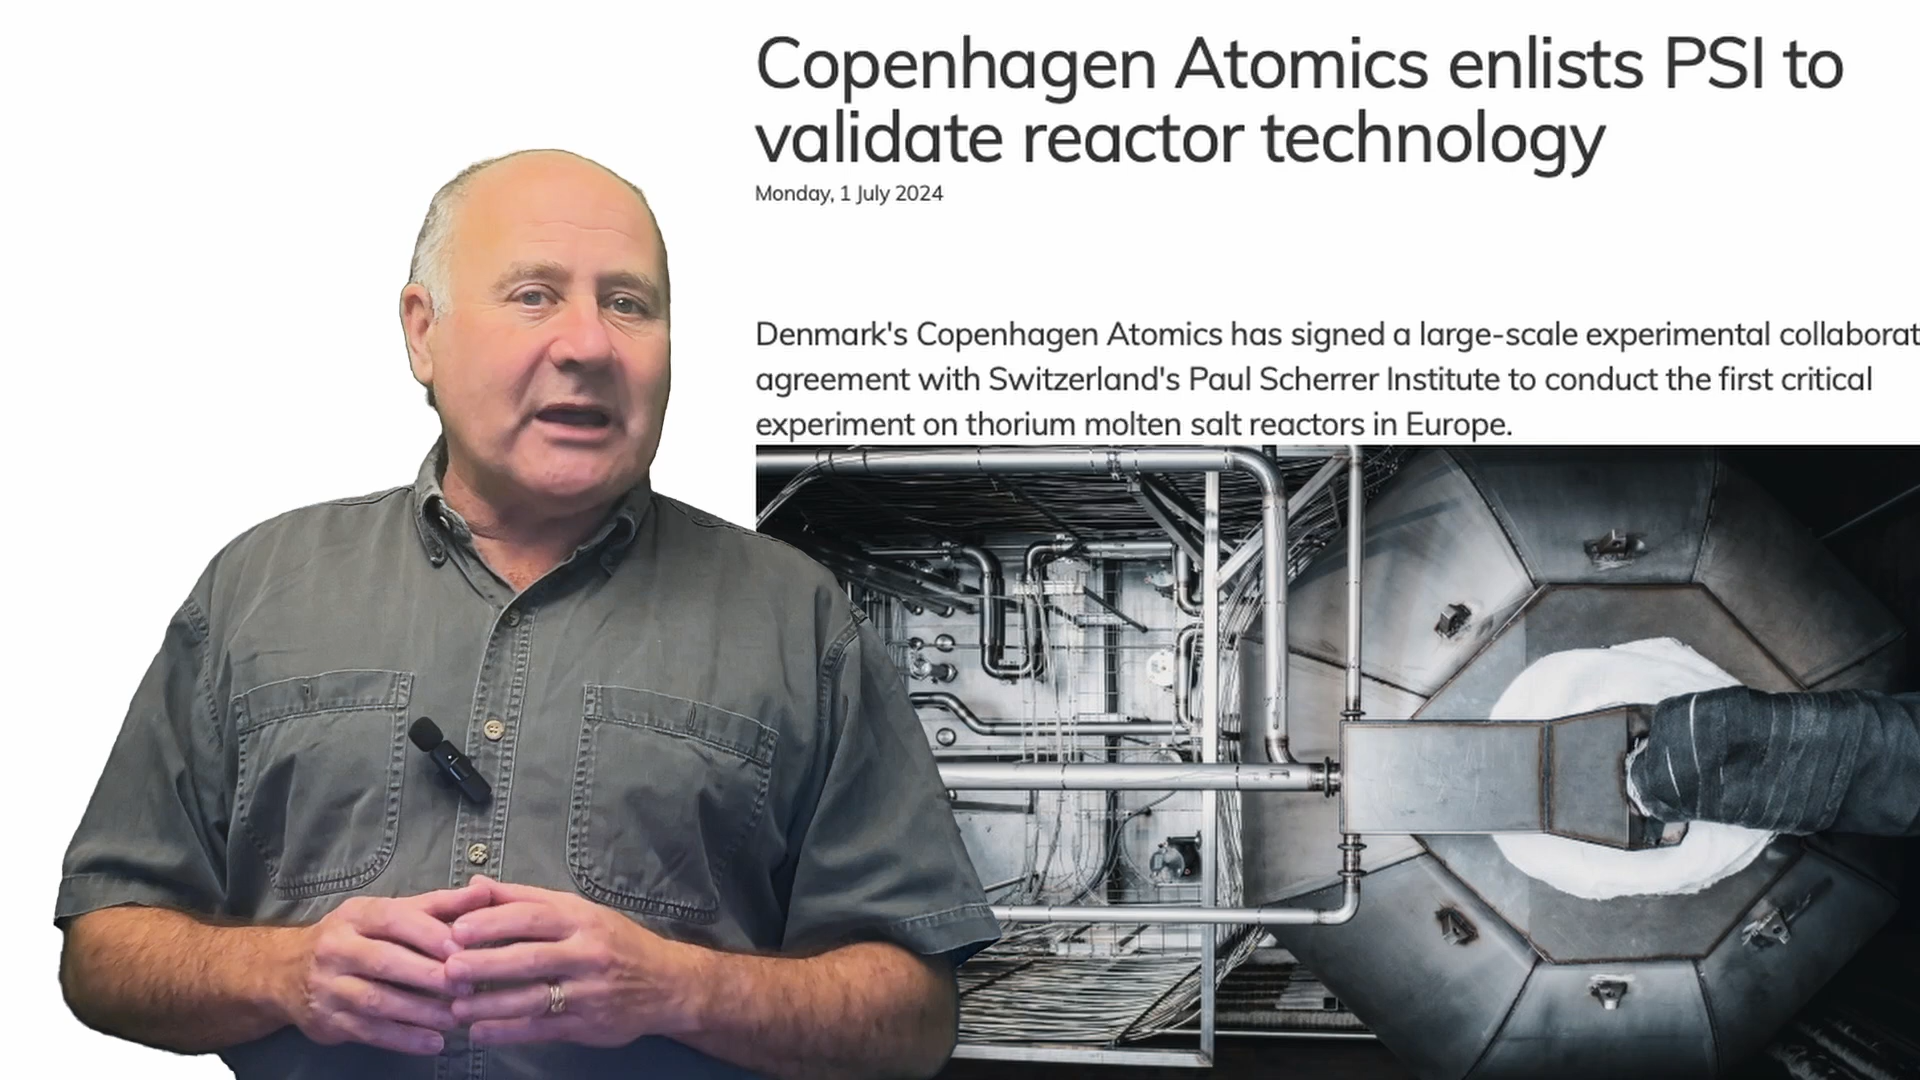 Copenhagen Atomics enlists PSI to
validate reactor technology
Monday, 1 July 2024
Denmark's Copenhagen Atomics has signed a large-scale experimental collaborat
agreement with Switzerland's Paul Scherrer Institute to conduct the first critical
experiment on thorium molten salt reactors in Europe.